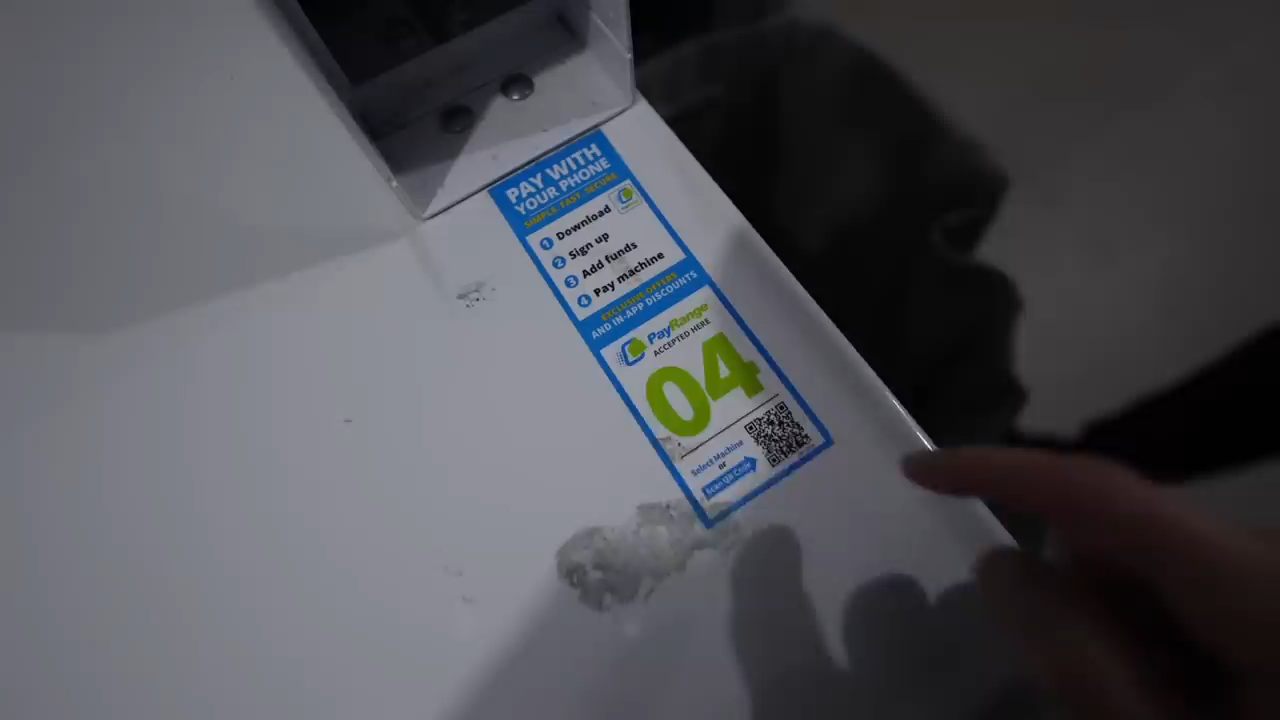 PAY WITH
YOUR PHONE
SIMPLE. FAST. SECURE.
1 Download
2 Sign up
3 Add funds
4 Pay machine
EXCLUSIVE OFFERS
AND IN-APP DISCOUNTS
PayRange
ACCEPTED HERE
04
Select Machine
or
Scan QR Code